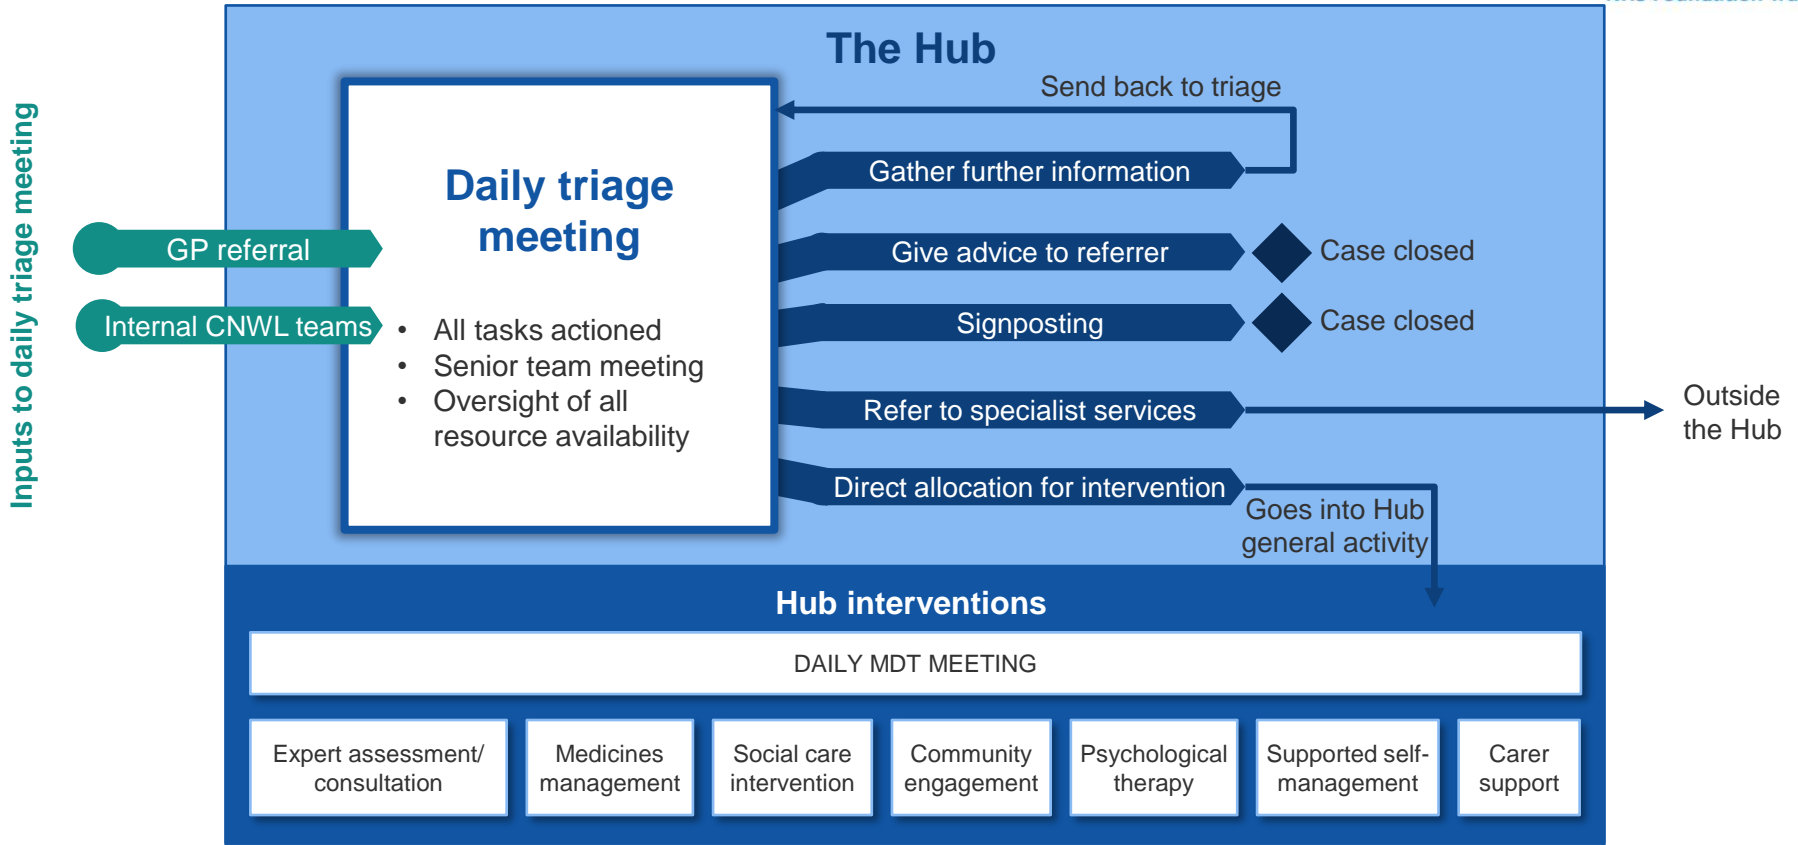 The Hub
Inputs to daily triage meeting
GP referral
Internal CNWL teams
Daily triage
meeting
• All tasks actioned
• Senior team meeting
• Oversight of all
resource availability
Send back to triage
Gather further information
Give advice to referrer
Case closed
Signposting
Case closed
Refer to specialist services
Outside
the Hub
Direct allocation for intervention
Goes into Hub
general activity
Hub interventions
DAILY MDT MEETING
Expert assessment/
consultation
Medicines
management
Social care
intervention
Community
engagement
Psychological
therapy
Supported self-
management
Carer
support